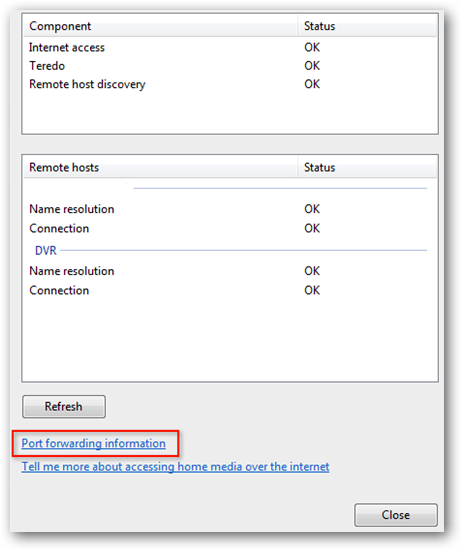 Component Status
Internet access OK
Teredo OK
Remote host discovery OK
Remote hosts Status
Name resolution OK
Connection OK
DVR
Name resolution OK
Connection OK
Refresh
Port forwarding information
Tell me more about accessing home media over the internet
Close